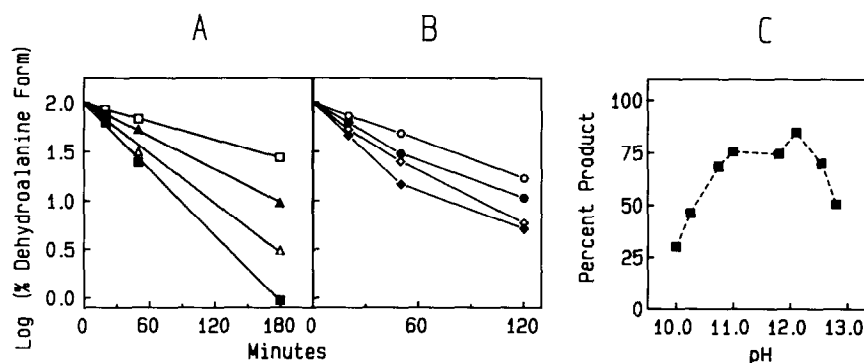 A B C
Log (% Dehydroalanine Form)
2.0
1.5
1.0
0.5
0.0
0 60 120 180 0 60 120
Minutes
Percent Product
100
75
50
25
0
10.0 11.0 12.0 13.0
pH